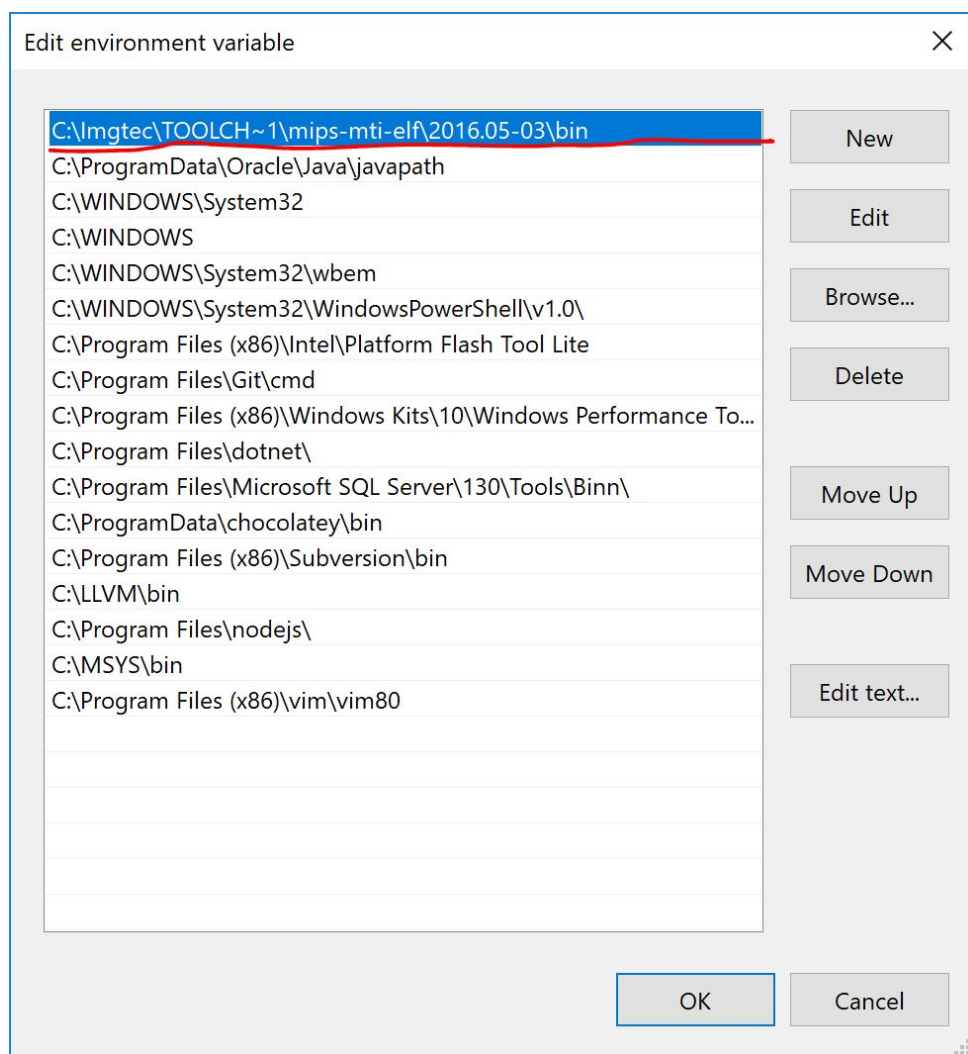 Edit environment variable
C:\Imgtec\TOOLCH~1\mips-mti-elf\2016.05-03\bin
C:\ProgramData\Oracle\Java\javapath
C:\WINDOWS\System32
C:\WINDOWS
C:\WINDOWS\System32\wbem
C:\WINDOWS\System32\WindowsPowerShell\v1.0\
C:\Program Files (x86)\Intel\Platform Flash Tool Lite
C:\Program Files\Git\cmd
C:\Program Files (x86)\Windows Kits\10\Windows Performance To...
C:\Program Files\dotnet\
C:\Program Files\Microsoft SQL Server\130\Tools\Binn\
C:\ProgramData\chocolatey\bin
C:\Program Files (x86)\Subversion\bin
C:\LLVM\bin
C:\Program Files\nodejs\
C:\MSYS\bin
C:\Program Files (x86)\vim\vim80
New
Edit
Browse...
Delete
Move Up
Move Down
Edit text...
OK
Cancel